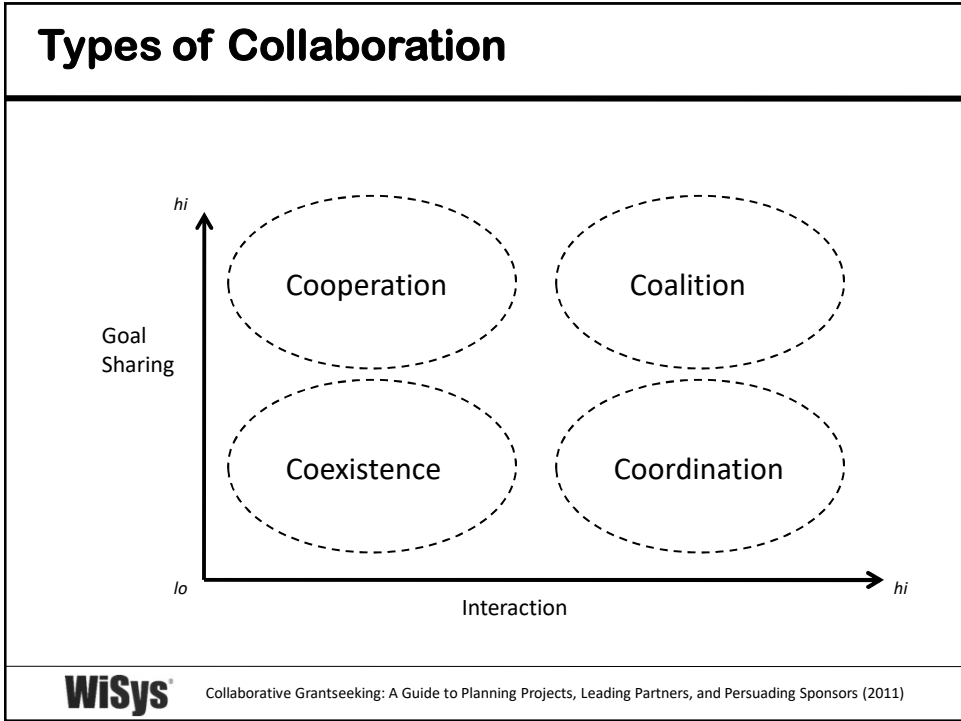 Types of Collaboration
hi
Cooperation
Coalition
Goal
Sharing
Coexistence
Coordination
lo
hi
Interaction
WiSys®
Collaborative Grantseeking: A Guide to Planning Projects, Leading Partners, and Persuading Sponsors (2011)